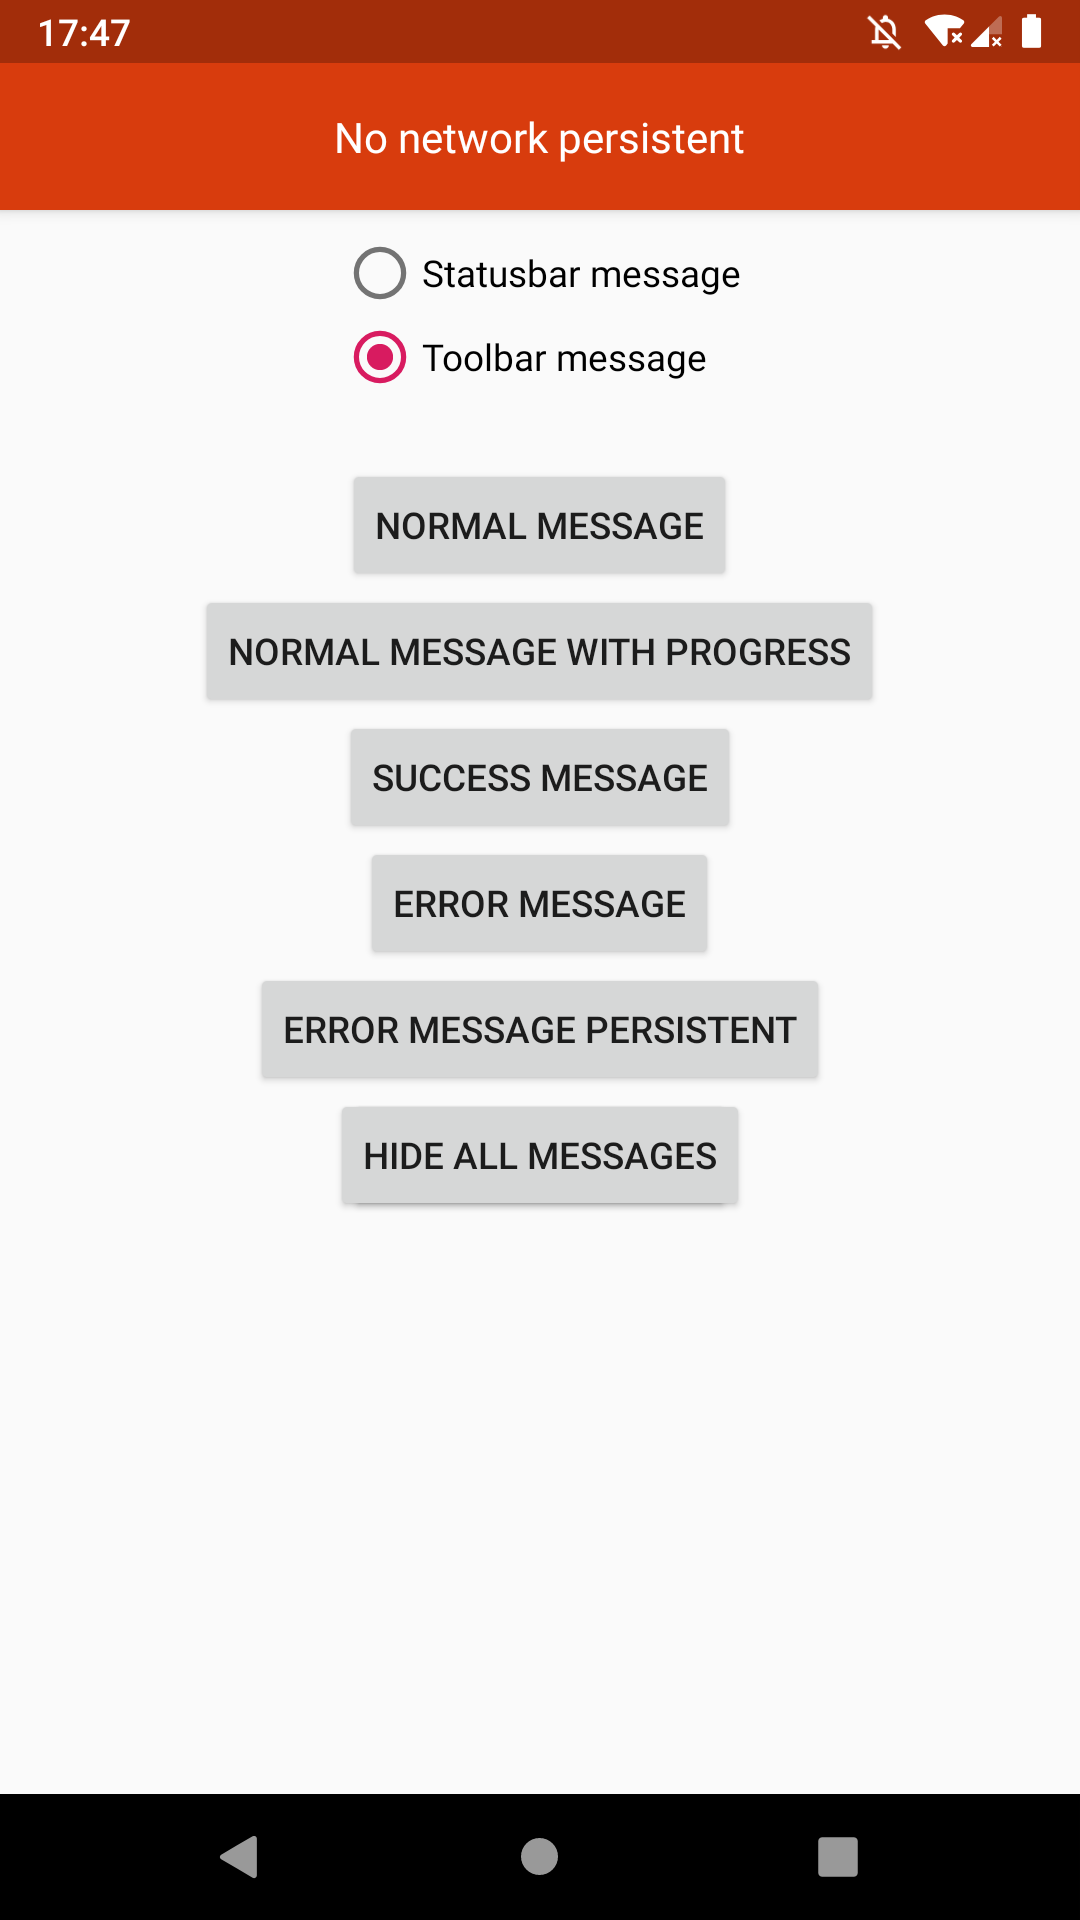 17:47
No network persistent
Statusbar message
Toolbar message
NORMAL MESSAGE
NORMAL MESSAGE WITH PROGRESS
SUCCESS MESSAGE
ERROR MESSAGE
ERROR MESSAGE PERSISTENT
HIDE ALL MESSAGES